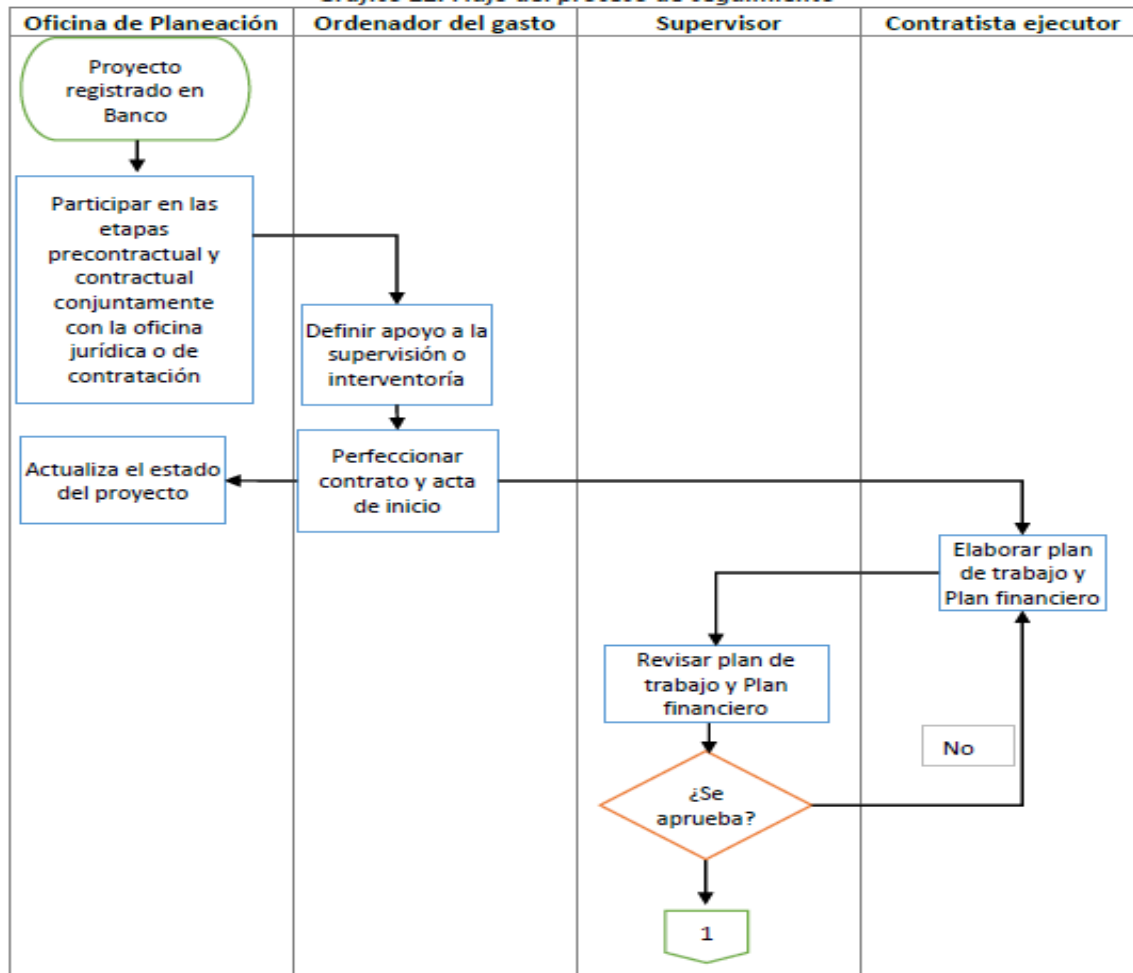 Oficina de Planeación
Ordenador del gasto
Supervisor
Contratista ejecutor
Proyecto
registrado en
Banco
Participar en las
etapas
precontractual y
contractual
conjuntamente
con la oficina
jurídica o de
contratación
Definir apoyo a la
supervisión o
interventoría
Actualiza el estado
del proyecto
Perfeccionar
contrato y acta
de inicio
Elaborar plan
de trabajo y
Plan financiero
Revisar plan de
trabajo y Plan
financiero
No
¿Se
aprueba?
1